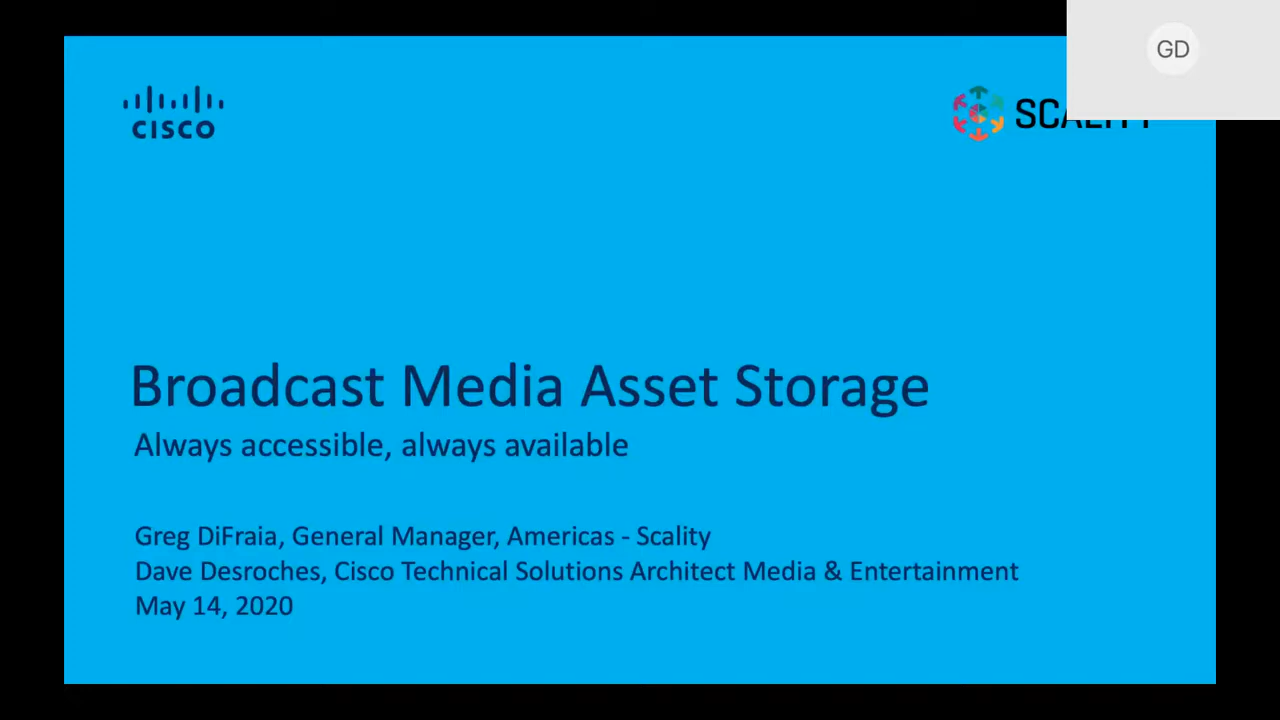 GD
CISCO
SCALITY
Broadcast Media Asset Storage
Always accessible, always available
Greg DiFraia, General Manager, Americas - Scality
Dave Desroches, Cisco Technical Solutions Architect Media & Entertainment
May 14, 2020